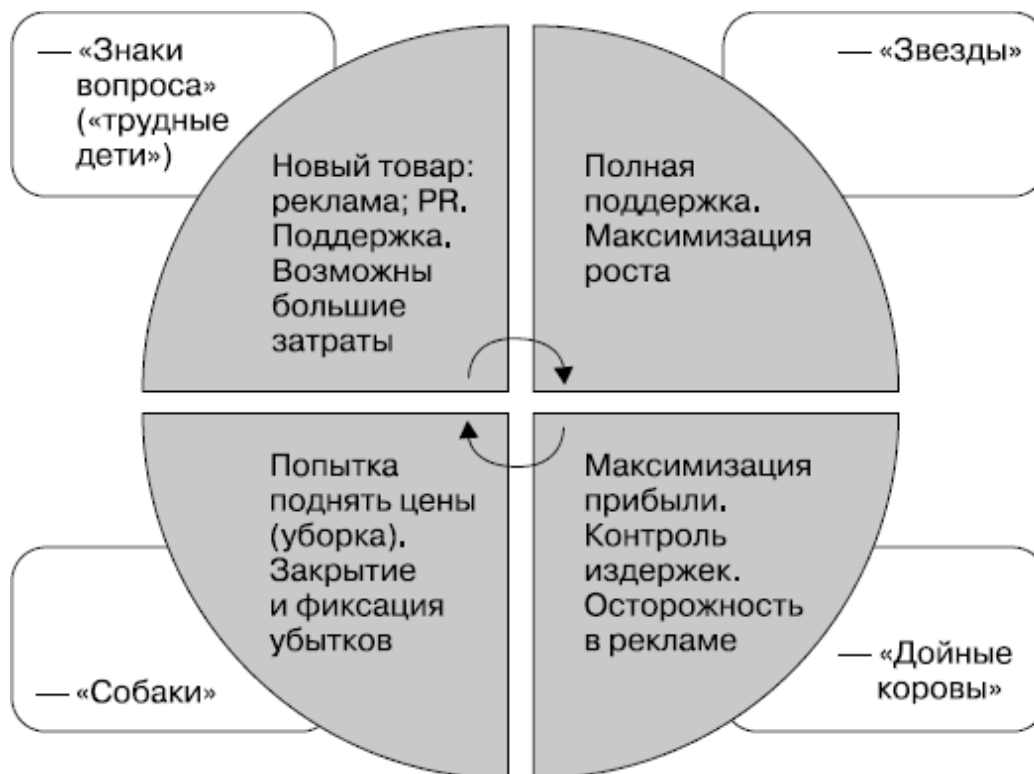 — «Знаки
вопроса»
(«трудные
дети»)
Новый товар:
реклама; PR.
Поддержка.
Возможны
большие
затраты
— «Звезды»
Полная
поддержка.
Максимизация
роста
Попытка
поднять цены
(уборка).
Закрытие
и фиксация
убытков
— «Собаки»
Максимизация
прибыли.
Контроль
издержек.
Осторожность
в рекламе
— «Дойные
коровы»